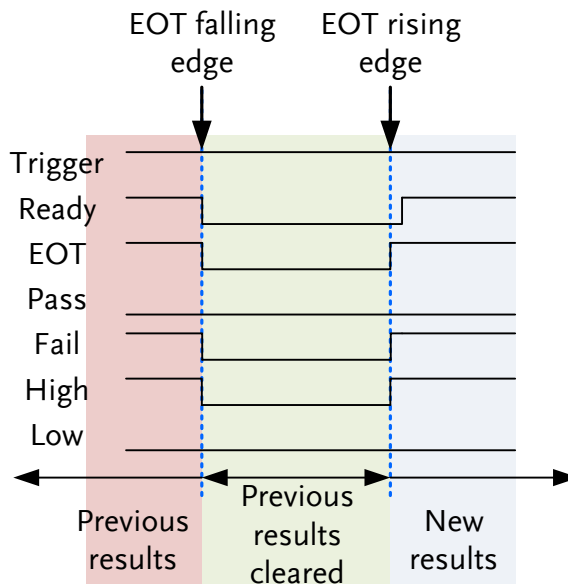 EOT falling
edge
EOT rising
edge
Trigger
Ready
EOT
Pass
Fail
High
Low
Previous
results
Previous
results
cleared
New
results